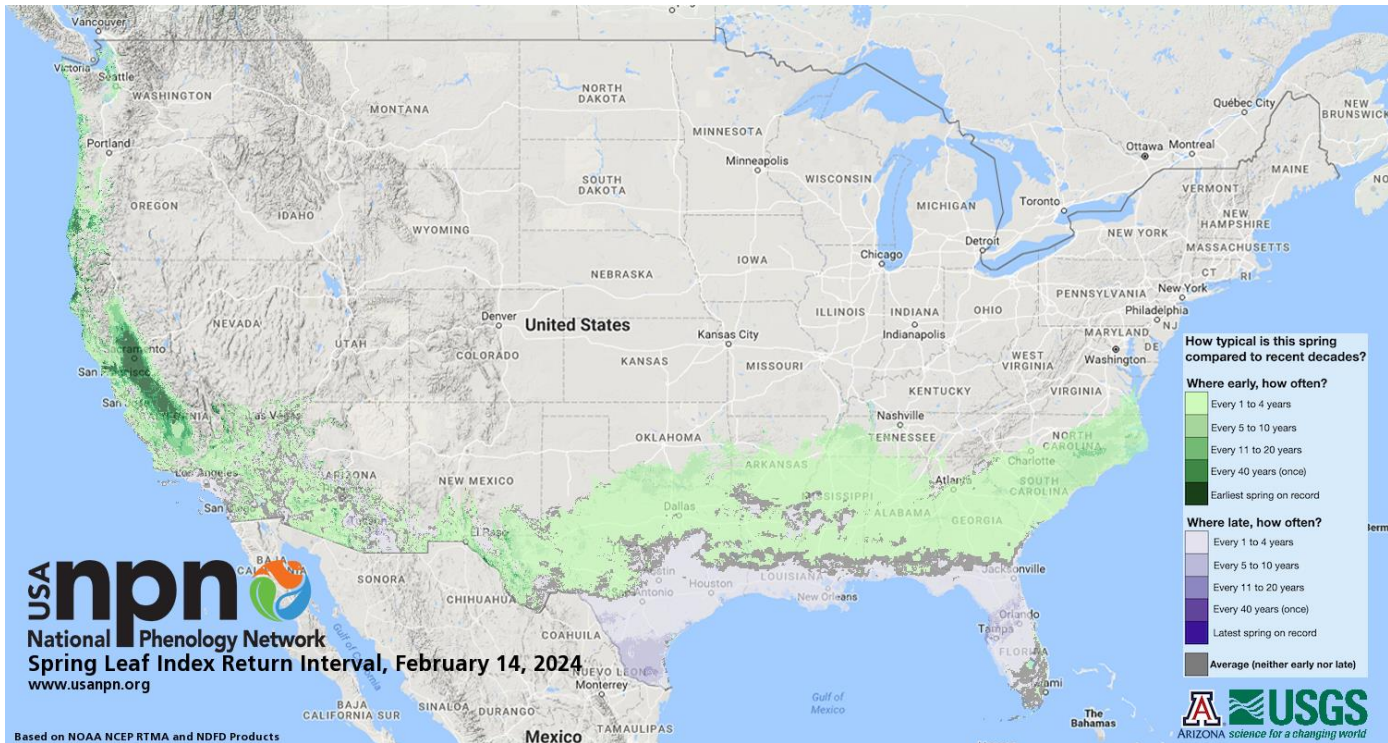 Vancouver
Victoria
Seattle
WASHINGTON
MONTANA
NORTH
DAKOTA
MINNESOTA
Québec City
NEW
BRUNSWICK
Portland
Ottawa
Montreal
MAINE
Minneapolis
WISCONSIN
VERMONT
SOUTH
DAKOTA
MICHIGAN
Toronto
OREGON
IDAHO
NEW
HAMPSHIRE
WYOMING
NEW YORK
MASSACHUSETTS
Detroit
Chicago
IOWA
CT
RI
NEBRASKA
PENNSYLVANIA
New York
NEVADA
Denver
United States
ILLINOIS
INDIANA
OHIO
Philadelphia
NJ
Kansas City
Indianapolis
MARYLAND
DE
Sacramento
UTAH
COLORADO
KANSAS
MISSOURI
WEST
VIRGINIA
Washington
KENTUCKY
VIRGINIA
Las Vegas
Nashville
OKLAHOMA
TENNESSEE
NORTH
CAROLINA
Charlotte
Los Angeles
ARIZONA
NEW MEXICO
ARKANSAS
Atlanta
SOUTH
CAROLINA
Dallas
MISSISSIPPI
ALABAMA
GEORGIA
El Paso
Houston
LOUISIANA
New Orleans
Jacksonville
SONORA
CHIHUAHUA
Orlando
Tampa
FLORIDA
COAHUILA
NUEVO LEON
Monterrey
Gulf of California
BAJA
CALIFORNIA SUR
SINALOA
DURANGO
TAMAULIPAS
Mexico
Gulf of
Mexico
The
Bahamas
How typical is this spring
compared to recent decades?
Where early, how often?
Every 1 to 4 years
Every 5 to 10 years
Every 11 to 20 years
Every 40 years (once)
Earliest spring on record
Where late, how often?
Every 1 to 4 years
Every 5 to 10 years
Every 11 to 20 years
Every 40 years (once)
Latest spring on record
Average (neither early nor late)
USA npn
National Phenology Network
Spring Leaf Index Return Interval, February 14, 2024
www.usanpn.org
Based on NOAA NCEP RTMA and NDFD Products
A
ARIZONA
USGS
science for a changing world